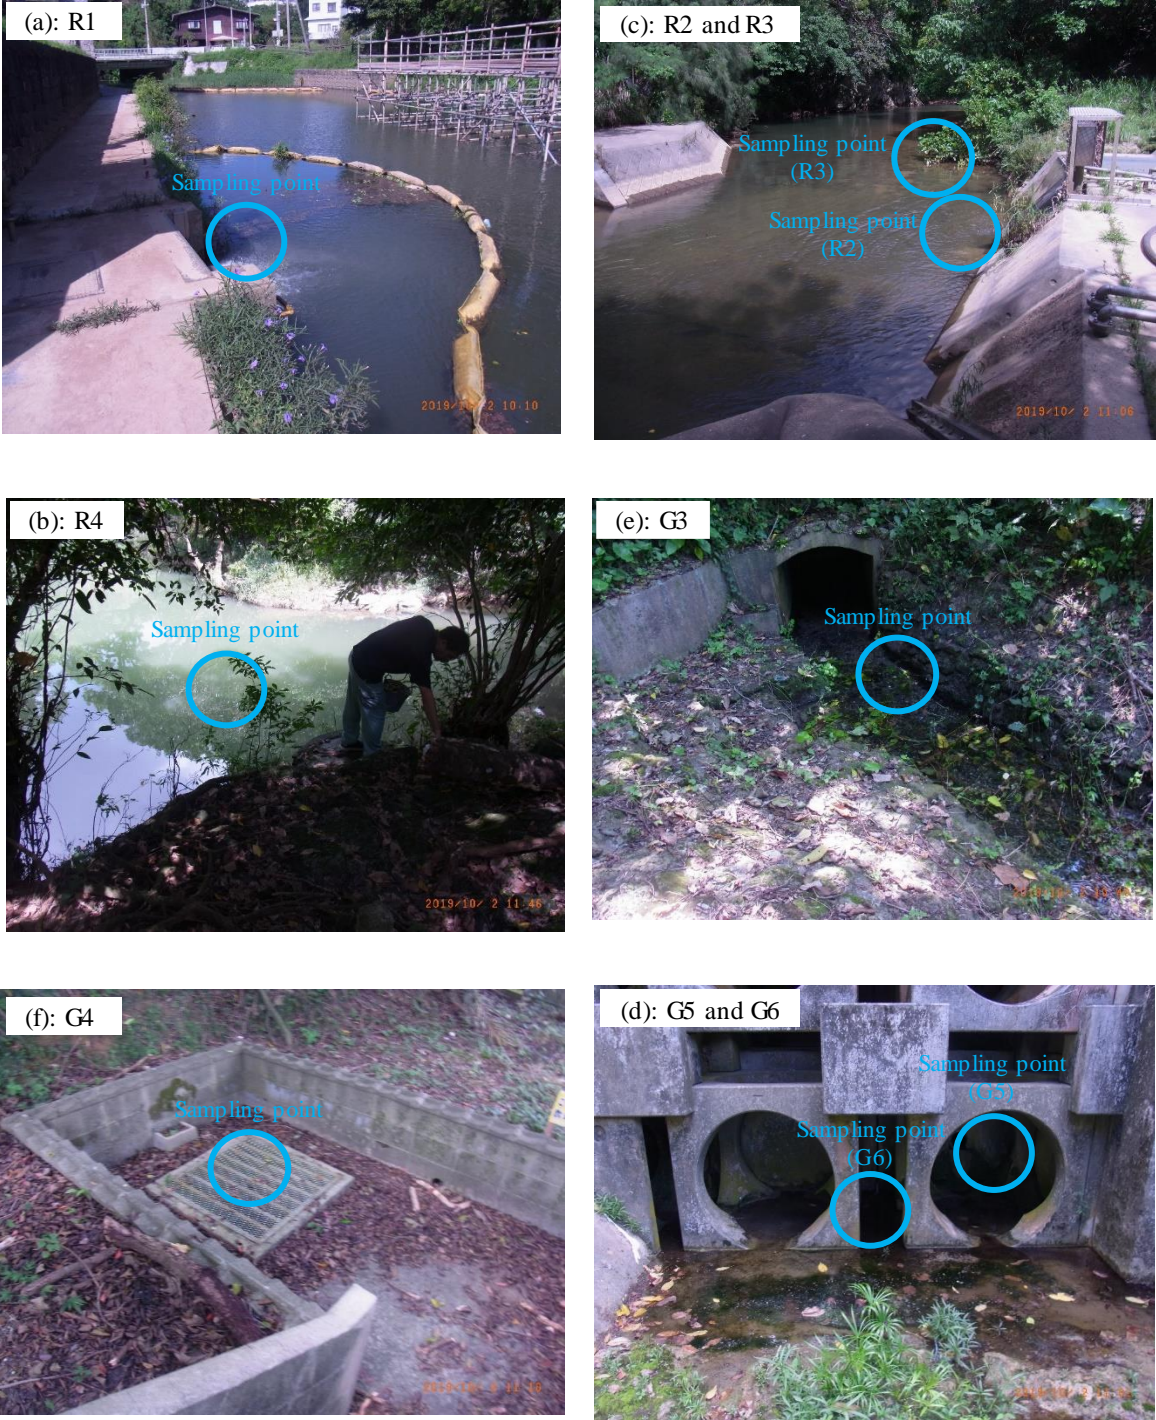 (a): R1
Sampling point
2019/10/ 2 10:10
(c): R2 and R3
Sampling point
(R3)
Sampling point
(R2)
2019/10/ 2 11:06
(b): R4
Sampling point
2019/10/ 2 11:46
(e): G3
Sampling point
(f): G4
Sampling point
(d): G5 and G6
Sampling point
(G5)
Sampling point
(G6)